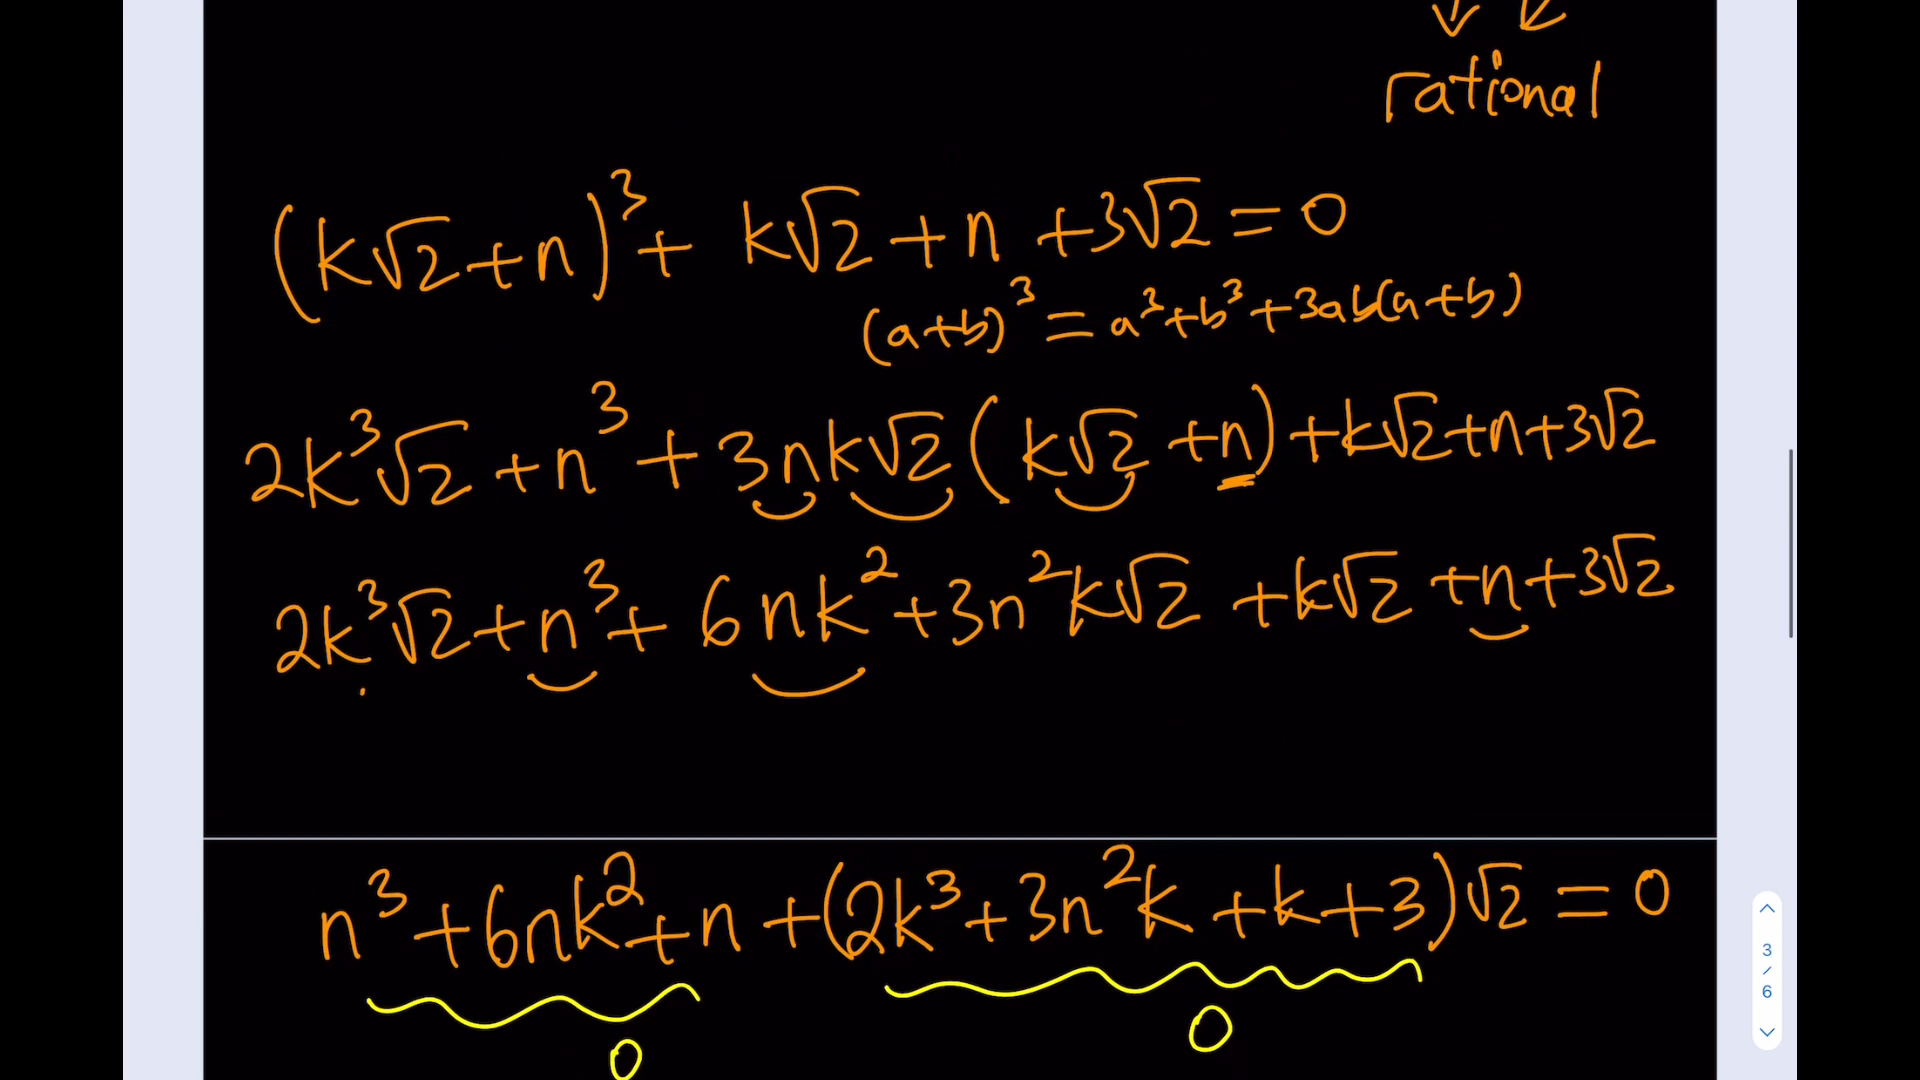 rational
(k√2+n)³ + k√2 + n + 3√2 = 0
(a+b)³ = a³+b³+3ab(a+b)
2k³√2 + n³ + 3nk√2 (k√2 + n) + k√2 + n + 3√2
2k³√2 + n³ + 6nk² + 3n²k√2 + k√2 + n + 3√2
n³ + 6nk² + n + (2k³ + 3n²k + k + 3)√2 = 0
0 0
3
/
6